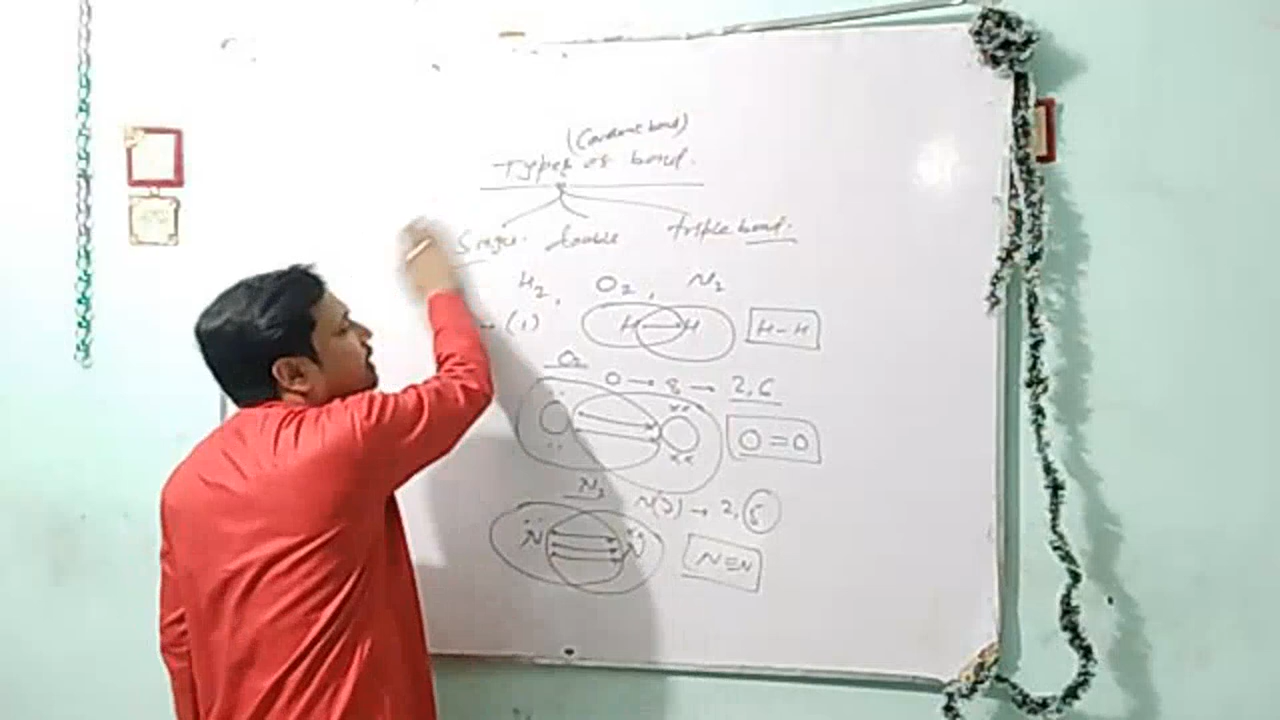 (Covalent bond)
Types of bond.
Single. double triple bond.
H2, O2, N2
→ (1) H H H-H
O2
O → 8 → 2,6
O=O
N2 N(7) → 2,5
N N N≡N